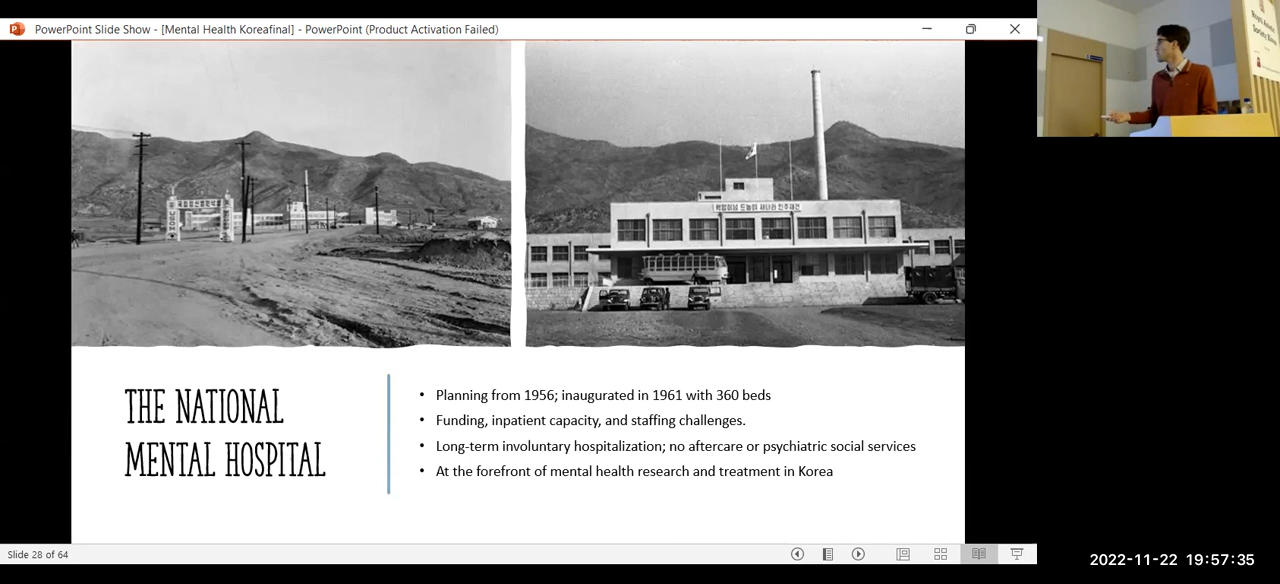 PowerPoint Slide Show - [Mental Health Koreafinal] - PowerPoint (Product Activation Failed)
Royal Asiatic
THE NATIONAL
MENTAL HOSPITAL
• Planning from 1956; inaugurated in 1961 with 360 beds
• Funding, inpatient capacity, and staffing challenges.
• Long-term involuntary hospitalization; no aftercare or psychiatric social services
• At the forefront of mental health research and treatment in Korea
Slide 28 of 64
2022-11-22 19:57:35